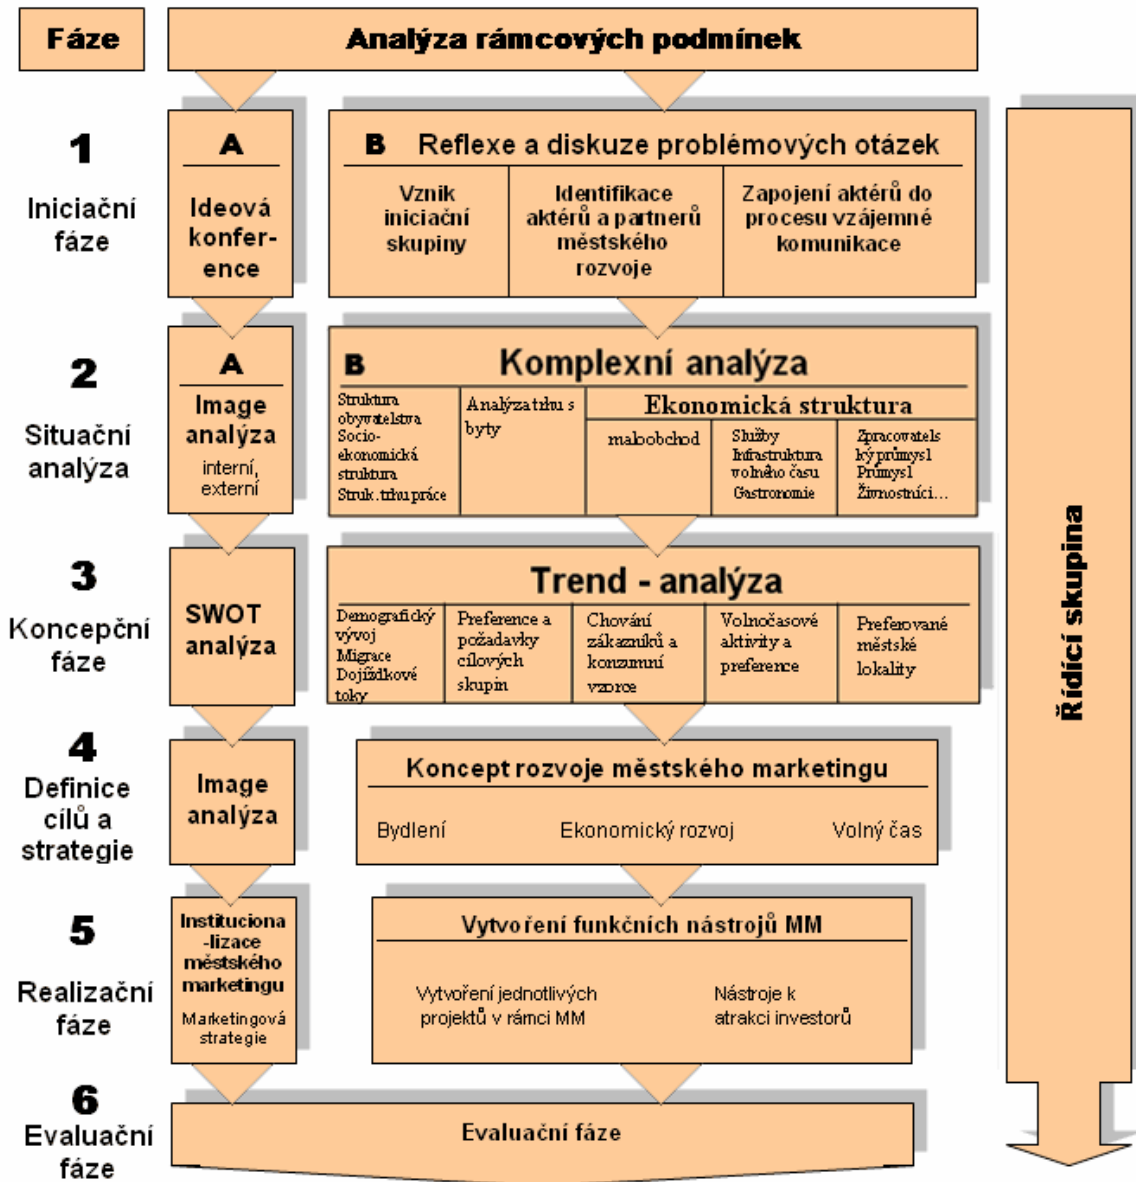 Fáze
Analýza rámcových podmínek
1
Iniciační
fáze
A
Ideová
konfer-
ence
B Reflexe a diskuze problémových otázek
Vznik
iniciační
skupiny
Identifikace
aktérů a partnerů
městského
rozvoje
Zapojení aktérů do
procesu vzájemné
komunikace
2
Situační
analýza
A
Image
analýza
interní,
externí
B Komplexní analýza
Struktura
obyvatelstva
Socio-
ekonomická
struktura
Struk. trhu práce
Analýza trhu s
byty
Ekonomická struktura
maloobchod
Služby
Infrastruktura
volného času
Gastronomie
Zpracovatels
ký průmysl
Průmysl
Živnostníci...
3
Koncepční
fáze
SWOT
analýza
Trend - analýza
Demografický
vývoj
Migrace
Dojížďkové
toky
Preference a
požadavky
cílových
skupin
Chování
zákazníků a
konzumní
vzorce
Volnočasové
aktivity a
preference
Preferované
městské
lokality
4
Definice
cílů a
strategie
Image
analýza
Koncept rozvoje městského marketingu
Bydlení
Ekonomický rozvoj
Volný čas
5
Realizační
fáze
Instituciona
-lizace
městského
marketingu
Marketingová
strategie
Vytvoření funkčních nástrojů MM
Vytvoření jednotlivých
projektů v rámci MM
Nástroje k
atrakci investorů
6
Evaluační
fáze
Evaluační fáze
Řídící skupina